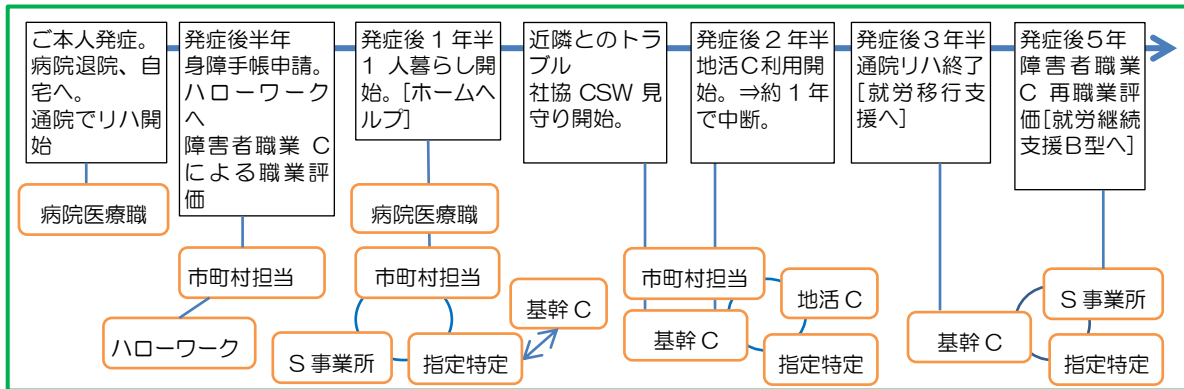 ご本人発症。
病院退院、自
宅へ。
通院でリハ開
始
発症後半年
身障手帳申請。
ハローワーク
へ
障害者職業 C
による職業評
価
発症後 1 年半
1 人暮らし開
始。[ホームヘ
ルプ]
近隣とのトラ
ブル
社協 CSW 見
守り開始。
発症後 2 年半
地活C利用開
始。⇒約 1 年
で中断。
発症後3年半
通院リハ終了
[就労移行支
援へ]
発症後5年
障害者職業
C 再職業評
価[就労継続
支援B型へ]
病院医療職
市町村担当
ハローワーク
病院医療職
市町村担当
S 事業所
指定特定
基幹 C
市町村担当
基幹 C
地活 C
指定特定
基幹 C
S 事業所
指定特定